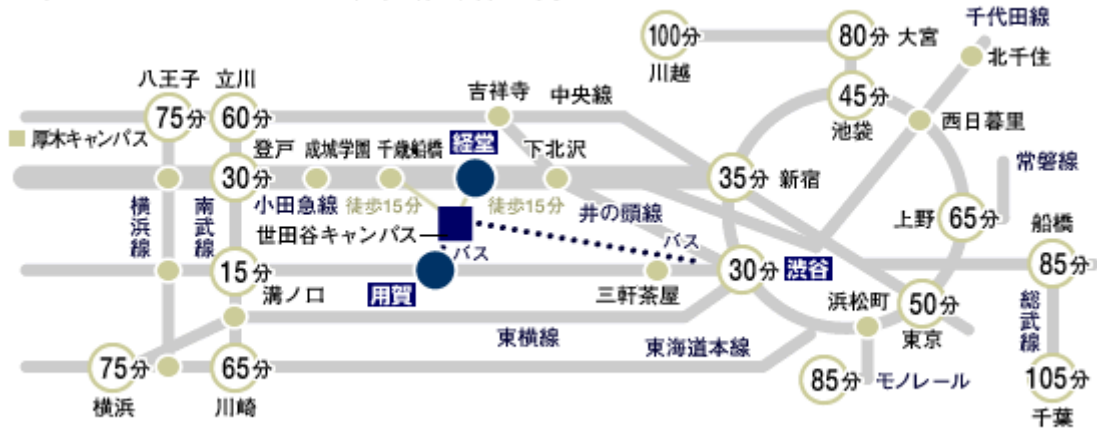 千代田線
100分
80分 大宮
川越
北千住
八王子 立川
吉祥寺 中央線
45分
75分 60分
池袋
西日暮里
厚木キャンパス
登戸 成城学園 千歳船橋 経堂 下北沢
常磐線
30分
35分 新宿
横浜線
南武線
小田急線 徒歩15分 徒歩15分
井の頭線
上野 65分
船橋
世田谷キャンパス
バス
バス
15分
30分 渋谷
85分
溝ノ口
用賀
三軒茶屋
浜松町
50分
総武線
東横線
東海道本線
東京
75分 65分
85分 モノレール
105分
横浜 川崎
千葉